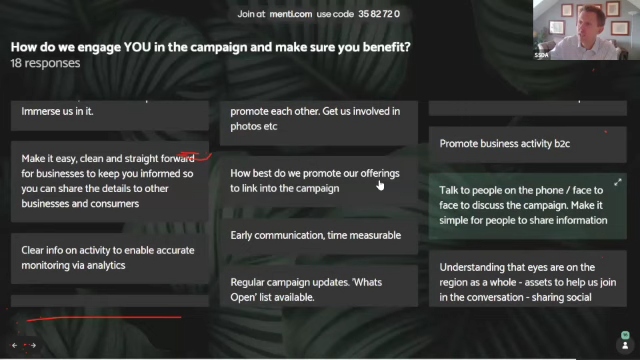 Join at menti.com use code 35 82 72 0
SSDA
How do we engage YOU in the campaign and make sure you benefit?
18 responses
Immerse us in it.
Make it easy, clean and straight forward
for businesses to keep you informed so
you can share the details to other
businesses and consumers
Clear info on activity to enable accurate
monitoring via analytics
promote each other. Get us involved in
photos etc
How best do we promote our offerings
to link into the campaign
Early communication, time measurable
Regular campaign updates. 'Whats
Open' list available.
Promote business activity b2c
Talk to people on the phone / face to
face to discuss the campaign. Make it
simple for people to share information
Understanding that eyes are on the
region as a whole - assets to help us join
in the conversation - sharing social